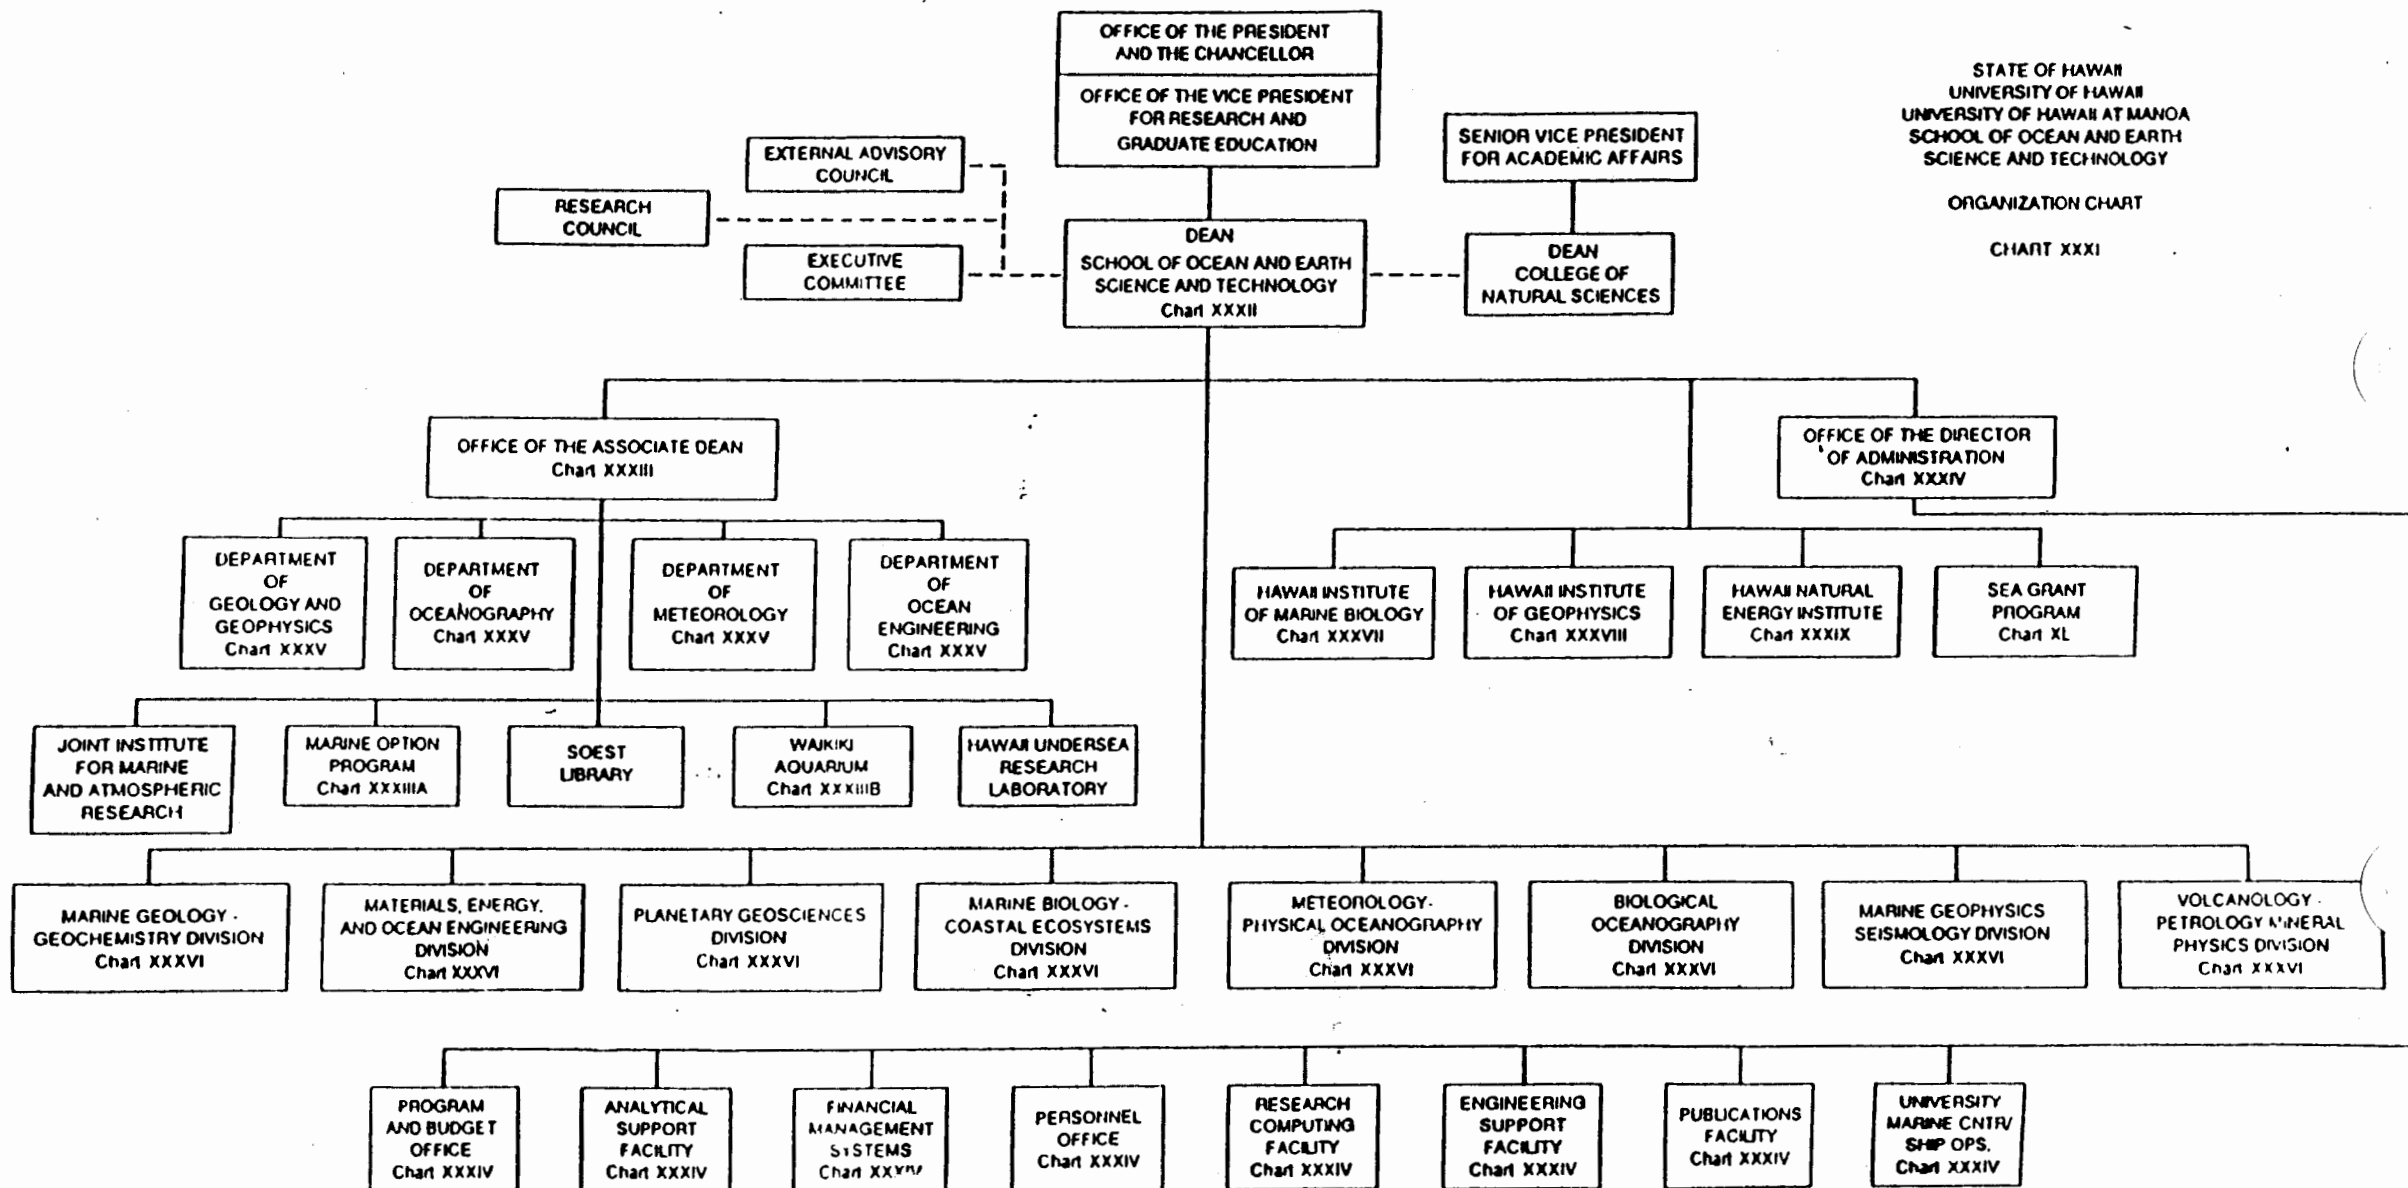 OFFICE OF THE PRESIDENT
AND THE CHANCELLOR
OFFICE OF THE VICE PRESIDENT
FOR RESEARCH AND
GRADUATE EDUCATION
STATE OF HAWAII
UNIVERSITY OF HAWAII
UNIVERSITY OF HAWAII AT MANOA
SCHOOL OF OCEAN AND EARTH
SCIENCE AND TECHNOLOGY
ORGANIZATION CHART
CHART XXXI
SENIOR VICE PRESIDENT
FOR ACADEMIC AFFAIRS
EXTERNAL ADVISORY
COUNCIL
RESEARCH
COUNCIL
EXECUTIVE
COMMITTEE
DEAN
SCHOOL OF OCEAN AND EARTH
SCIENCE AND TECHNOLOGY
Chart XXXII
DEAN
COLLEGE OF
NATURAL SCIENCES
OFFICE OF THE ASSOCIATE DEAN
Chart XXXIII
OFFICE OF THE DIRECTOR
OF ADMINISTRATION
Chart XXXIV
DEPARTMENT
OF
GEOLOGY AND
GEOPHYSICS
Chart XXXV
DEPARTMENT
OF
OCEANOGRAPHY
Chart XXXV
DEPARTMENT
OF
METEOROLOGY
Chart XXXV
DEPARTMENT
OF
OCEAN
ENGINEERING
Chart XXXV
HAWAII INSTITUTE
OF MARINE BIOLOGY
Chart XXXVII
HAWAII INSTITUTE
OF GEOPHYSICS
Chart XXXVIII
HAWAII NATURAL
ENERGY INSTITUTE
Chart XXXIX
SEA GRANT
PROGRAM
Chart XL
JOINT INSTITUTE
FOR MARINE
AND ATMOSPHERIC
RESEARCH
MARINE OPTION
PROGRAM
Chart XXXIIIA
SOEST
LIBRARY
WAIKIKI
AQUARIUM
Chart XXXIIIB
HAWAII UNDERSEA
RESEARCH
LABORATORY
MARINE GEOLOGY -
GEOCHEMISTRY DIVISION
Chart XXXVI
MATERIALS, ENERGY,
AND OCEAN ENGINEERING
DIVISION
Chart XXXVI
PLANETARY GEOSCIENCES
DIVISION
Chart XXXVI
MARINE BIOLOGY -
COASTAL ECOSYSTEMS
DIVISION
Chart XXXVI
METEOROLOGY-
PHYSICAL OCEANOGRAPHY
DIVISION
Chart XXXVI
BIOLOGICAL
OCEANOGRAPHY
DIVISION
Chart XXXVI
MARINE GEOPHYSICS
SEISMOLOGY DIVISION
Chart XXXVI
VOLCANOLOGY -
PETROLOGY MINERAL
PHYSICS DIVISION
Chart XXXVI
PROGRAM
AND BUDGET
OFFICE
Chart XXXIV
ANALYTICAL
SUPPORT
FACILITY
Chart XXXIV
FINANCIAL
MANAGEMENT
SYSTEMS
Chart
PERSONNEL
OFFICE
Chart XXXIV
RESEARCH
COMPUTING
FACILITY
Chart XXXIV
ENGINEERING
SUPPORT
FACILITY
Chart XXXIV
PUBLICATIONS
FACILITY
Chart XXXIV
UNIVERSITY
MARINE CNTR/
SHIP OPS.
Chart XXXIV